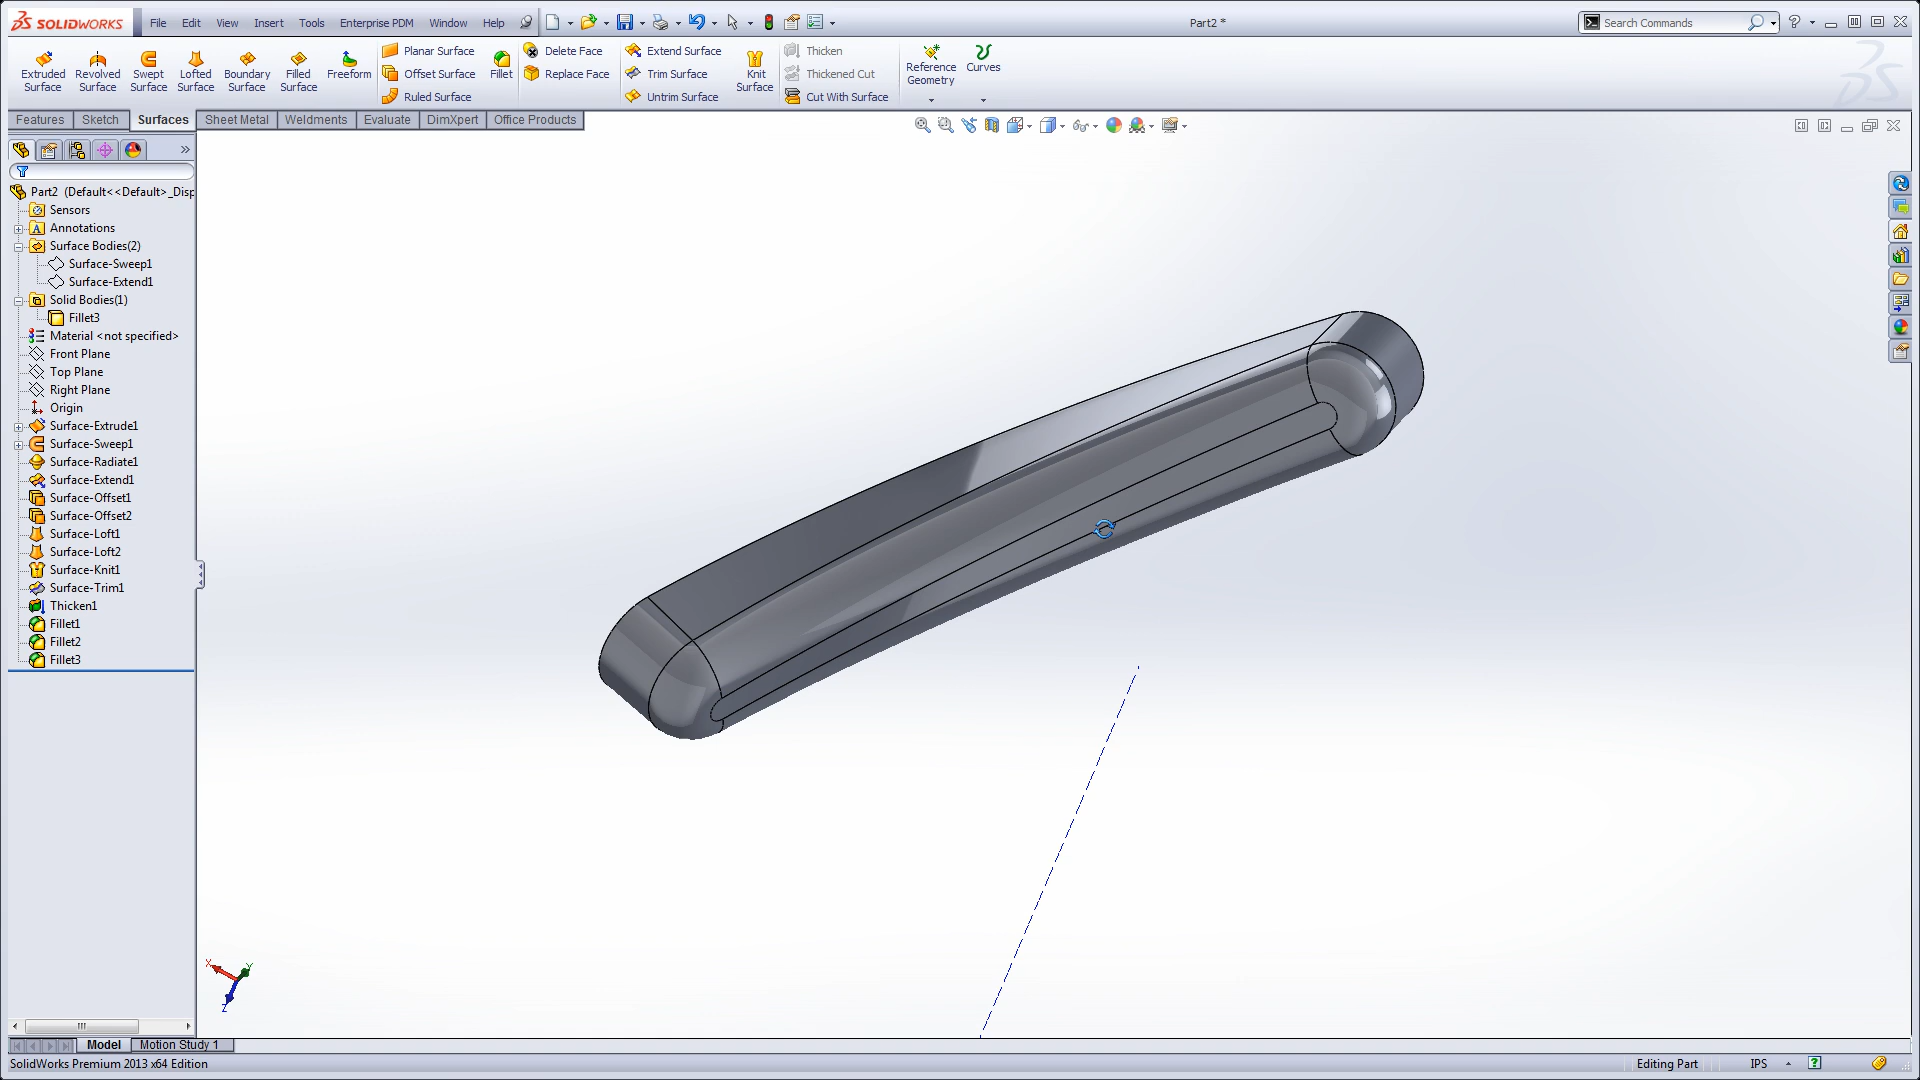 SOLIDWORKS File Edit View Insert Tools Enterprise PDM Window Help Part2 * Search Commands
Extruded Surface
Revolved Surface
Swept Surface
Lofted Surface
Boundary Surface
Filled Surface
Freeform
Planar Surface
Offset Surface
Ruled Surface
Fillet
Delete Face
Replace Face
Extend Surface
Trim Surface
Untrim Surface
Knit Surface
Thicken
Thickened Cut
Cut With Surface
Reference Geometry
Curves
Features Sketch Surfaces Sheet Metal Weldments Evaluate DimXpert Office Products
Part2 (Default<<Default>_Disp
Sensors
Annotations
Surface Bodies(2)
Surface-Sweep1
Surface-Extend1
Solid Bodies(1)
Fillet3
Material <not specified>
Front Plane
Top Plane
Right Plane
Origin
Surface-Extrude1
Surface-Sweep1
Surface-Radiate1
Surface-Extend1
Surface-Offset1
Surface-Offset2
Surface-Loft1
Surface-Loft2
Surface-Knit1
Surface-Trim1
Thicken1
Fillet1
Fillet2
Fillet3
X Y
Z
Model Motion Study 1
SolidWorks Premium 2013 x64 Edition Editing Part IPS